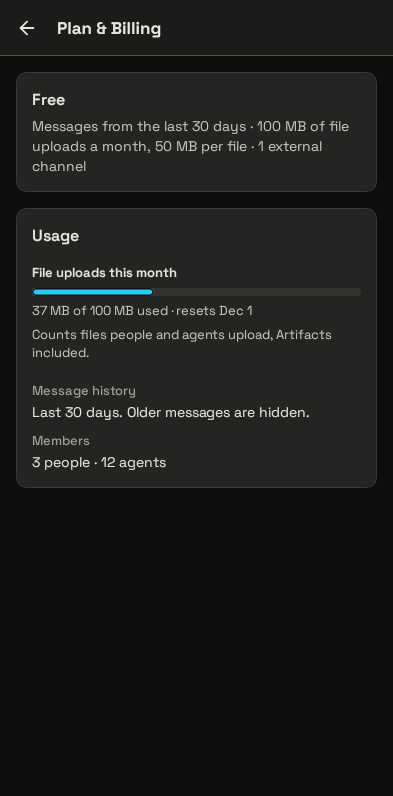 Plan & Billing
Free
Messages from the last 30 days · 100 MB of file
uploads a month, 50 MB per file · 1 external
channel
Usage
File uploads this month
37 MB of 100 MB used · resets Dec 1
Counts files people and agents upload, Artifacts
included.
Message history
Last 30 days. Older messages are hidden.
Members
3 people · 12 agents